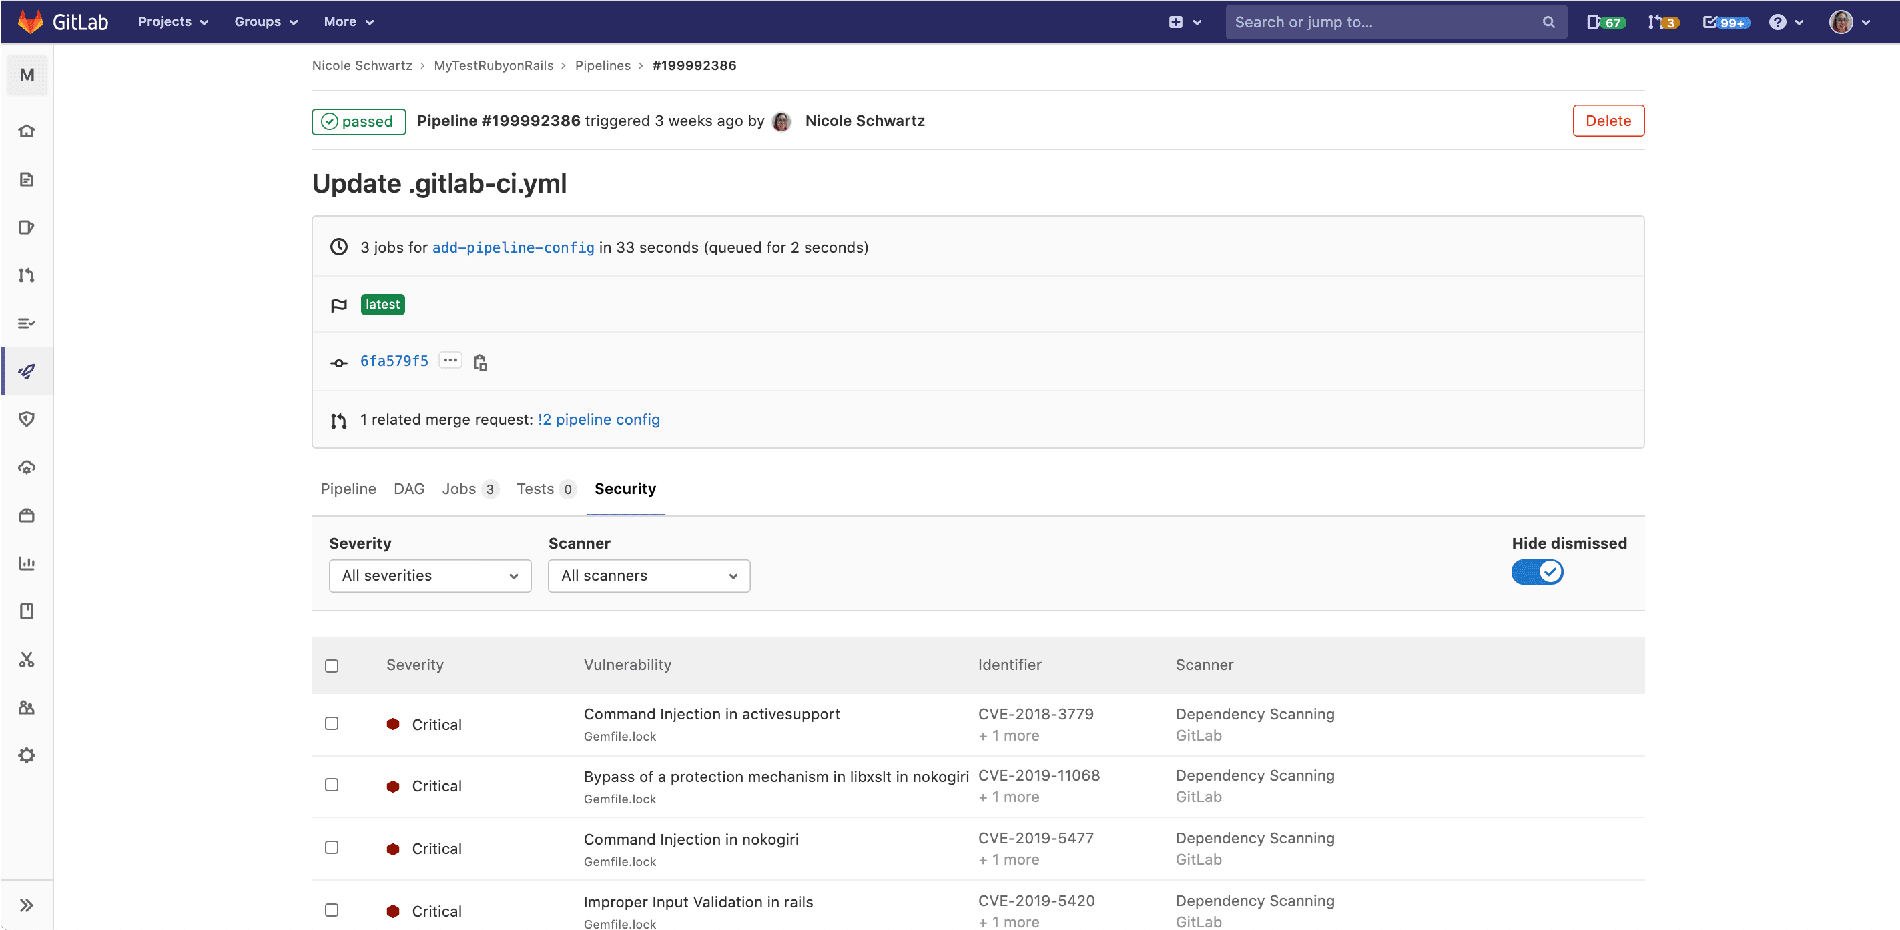 GitLab Projects Groups More Search or jump to... 67 3 99+ ?
M
Nicole Schwartz › MyTestRubyonRails › Pipelines › #199992386
passed Pipeline #199992386 triggered 3 weeks ago by Nicole Schwartz Delete
Update .gitlab-ci.yml
3 jobs for add-pipeline-config in 33 seconds (queued for 2 seconds)
latest
6fa579f5 ...
1 related merge request: !2 pipeline config
Pipeline DAG Jobs 3 Tests 0 Security
Severity Scanner Hide dismissed
All severities All scanners
Severity Vulnerability Identifier Scanner
Critical Command Injection in activesupport CVE-2018-3779 Dependency Scanning
Gemfile.lock + 1 more GitLab
Critical Bypass of a protection mechanism in libxslt in nokogiri CVE-2019-11068 Dependency Scanning
Gemfile.lock + 1 more GitLab
Critical Command Injection in nokogiri CVE-2019-5477 Dependency Scanning
Gemfile.lock + 1 more GitLab
Critical Improper Input Validation in rails CVE-2019-5420 Dependency Scanning
Gemfile.lock + 1 more GitLab